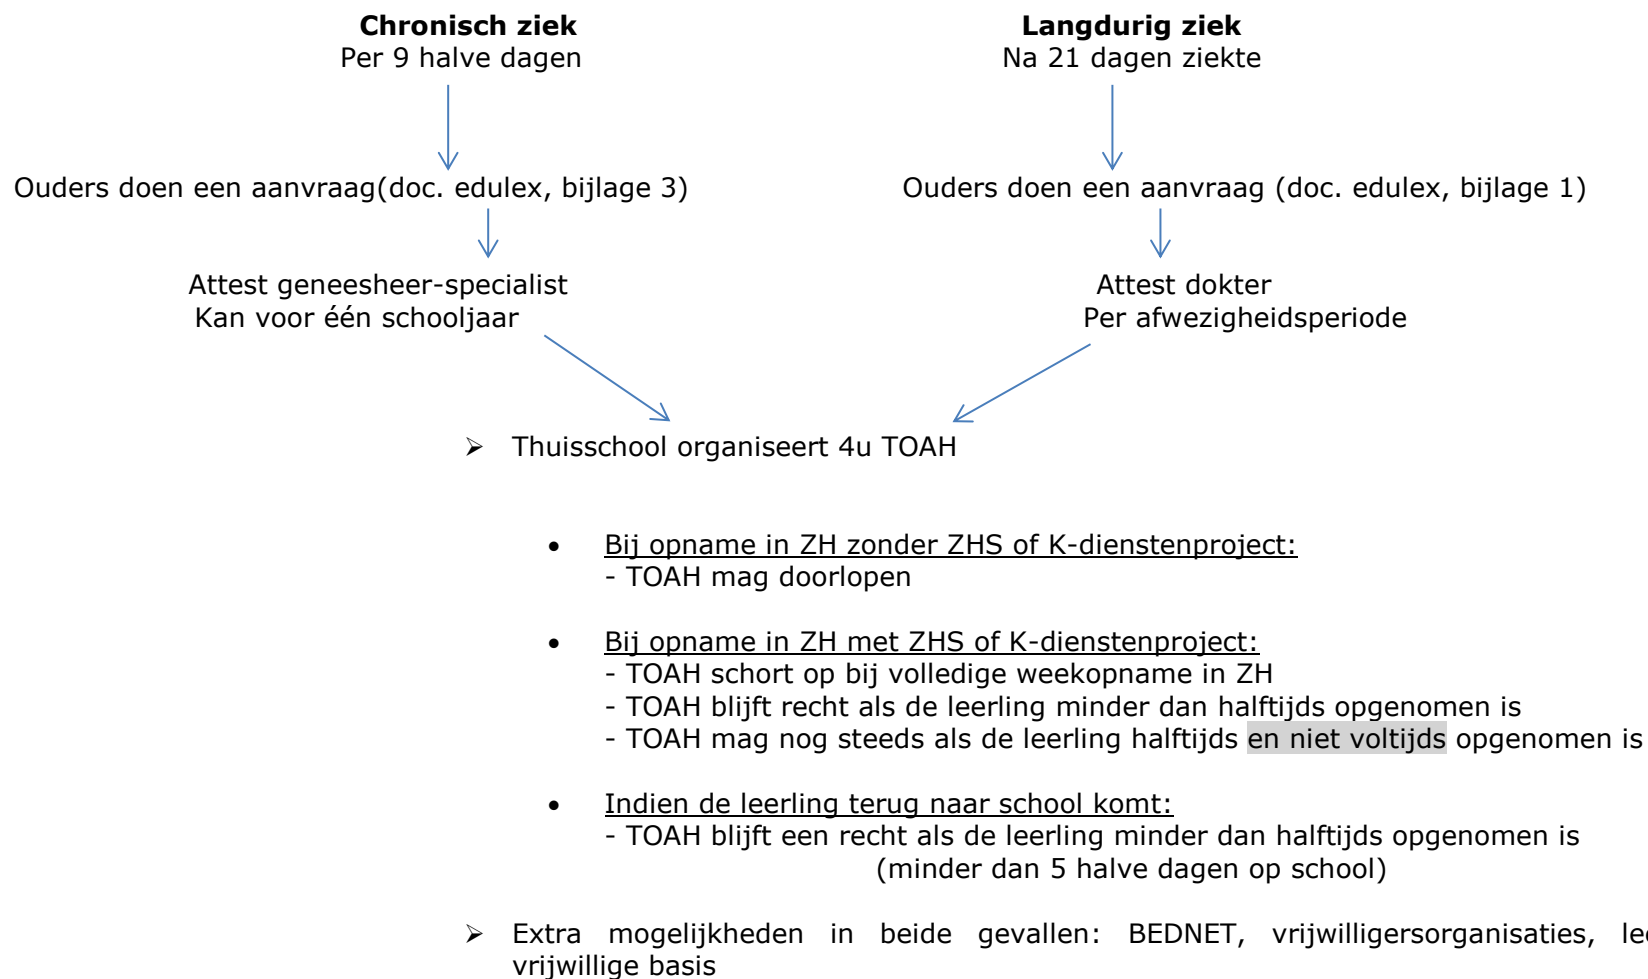 Chronisch ziek
Per 9 halve dagen
Langdurig ziek
Na 21 dagen ziekte
Ouders doen een aanvraag(doc. edulex, bijlage 3)
Ouders doen een aanvraag (doc. edulex, bijlage 1)
Attest geneesheer-specialist
Kan voor één schooljaar
Attest dokter
Per afwezigheidsperiode
➢ Thuisschool organiseert 4u TOAH
• Bij opname in ZH zonder ZHS of K-dienstenproject:
- TOAH mag doorlopen
• Bij opname in ZH met ZHS of K-dienstenproject:
- TOAH schort op bij volledige weekopname in ZH
- TOAH blijft recht als de leerling minder dan halftijds opgenomen is
- TOAH mag nog steeds als de leerling halftijds en niet voltijds opgenomen is
• Indien de leerling terug naar school komt:
- TOAH blijft een recht als de leerling minder dan halftijds opgenomen is
(minder dan 5 halve dagen op school)
➢ Extra mogelijkheden in beide gevallen: BEDNET, vrijwilligersorganisaties,
vrijwillige basis